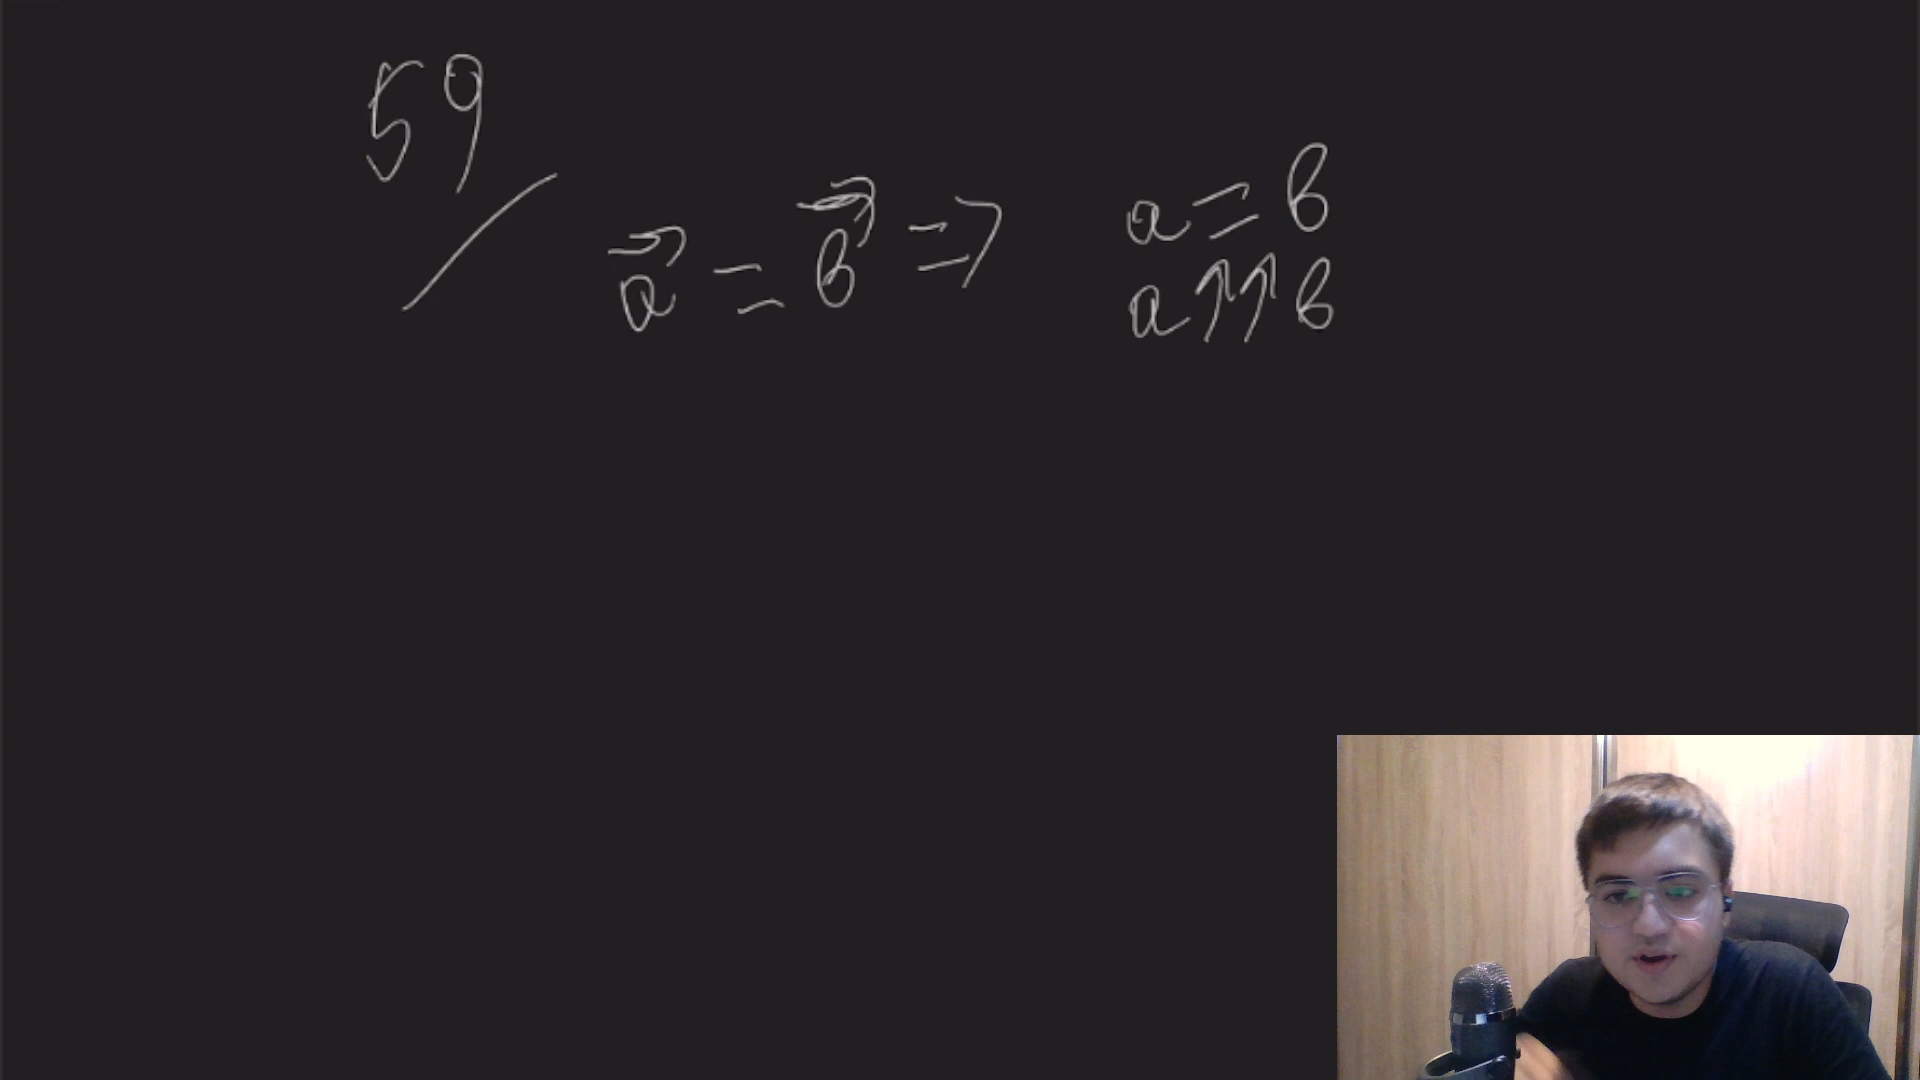 59
a⃗ = b⃗ => a = b
a ↑↑ b